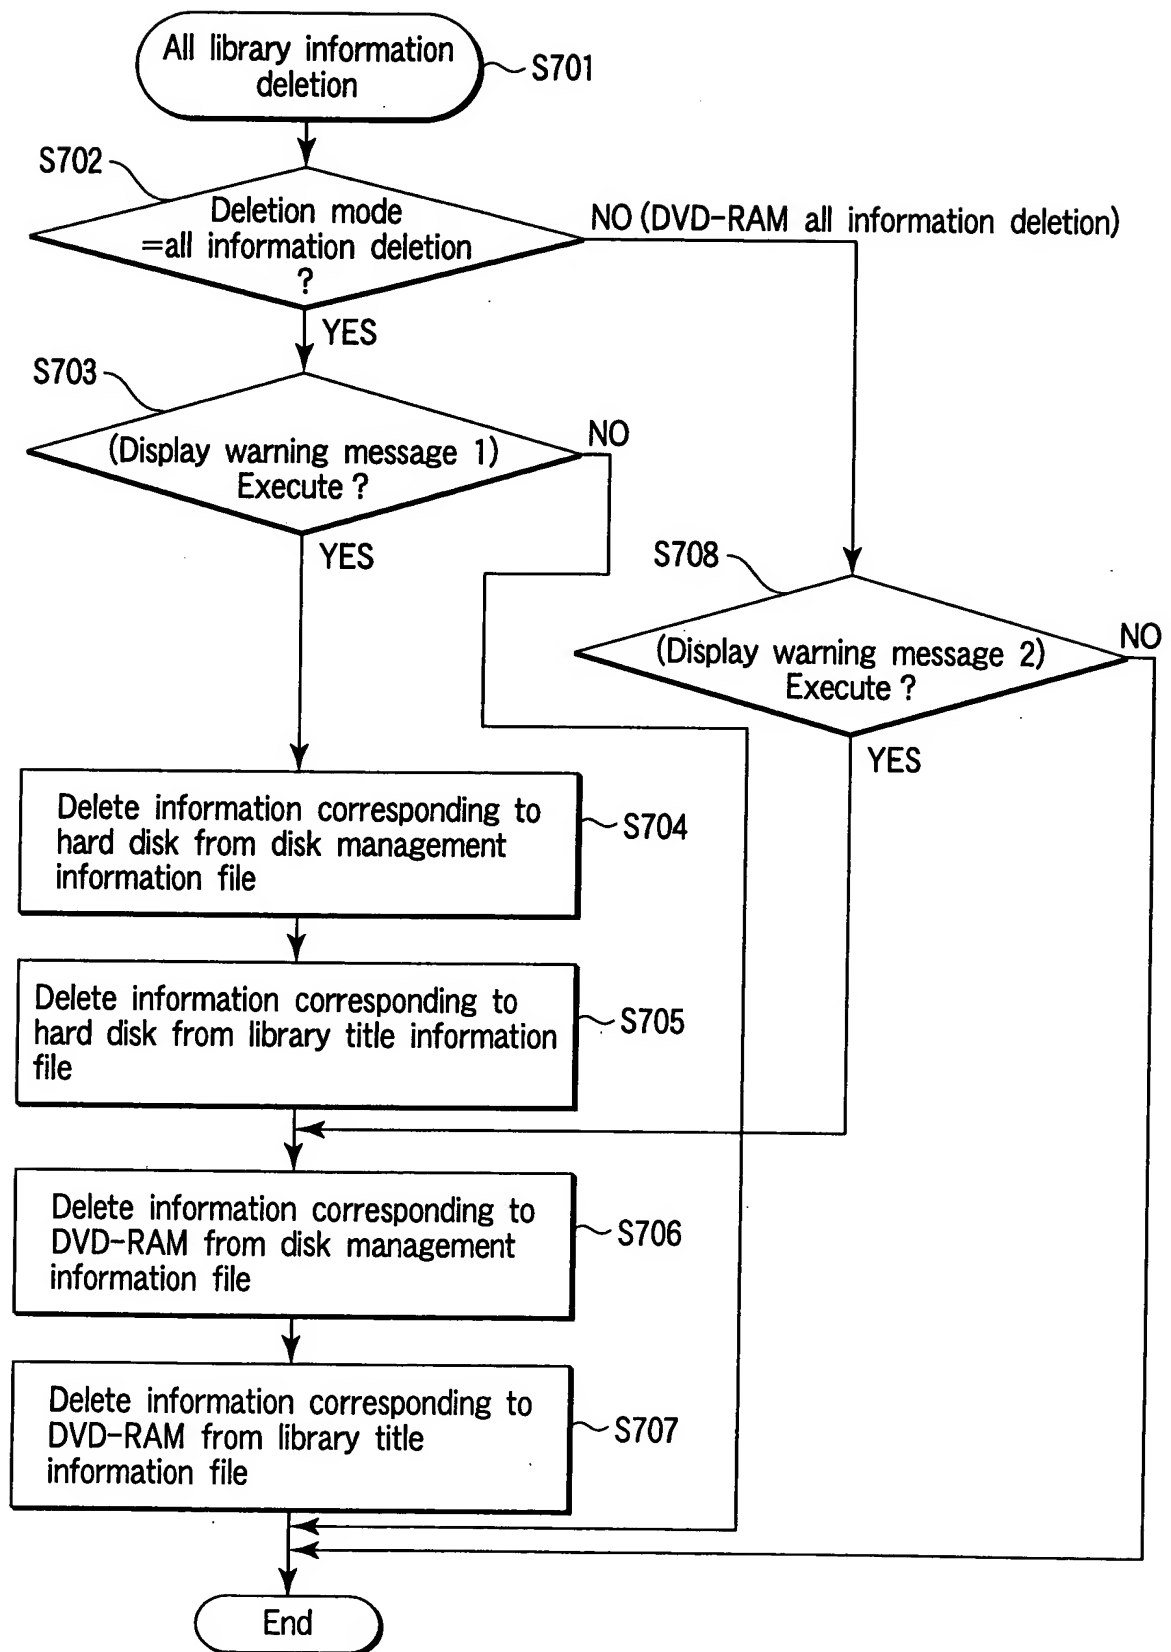 All library information
deletion
S701
S702
Deletion mode
=all information deletion
?
NO (DVD-RAM all information deletion)
YES
S703
(Display warning message 1)
Execute ?
NO
YES
S708
(Display warning message 2)
Execute ?
NO
YES
Delete information corresponding to
hard disk from disk management
information file
S704
Delete information corresponding to
hard disk from library title information
file
S705
Delete information corresponding to
DVD-RAM from disk management
information file
S706
Delete information corresponding to
DVD-RAM from library title
information file
S707
End